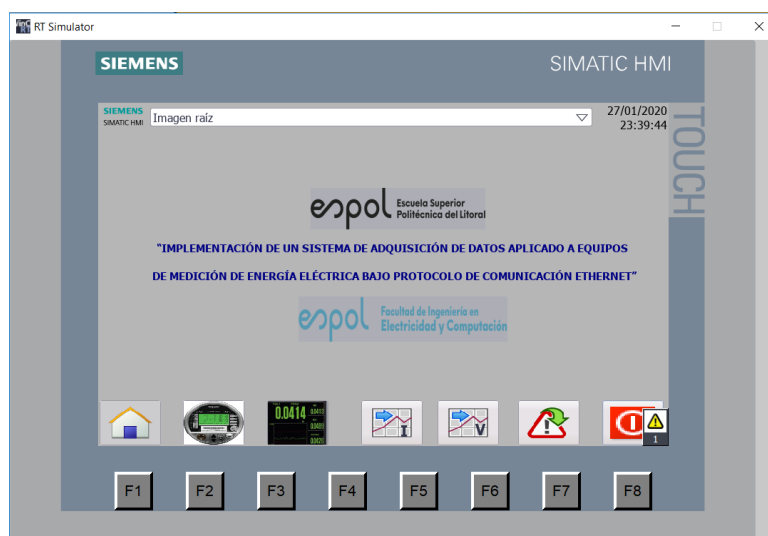 RT Simulator
SIEMENS
SIMATIC HMI
SIEMENS
SIMATIC HMI
Imagen raíz
27/01/2020
23:39:44
TOUCH
espol
Escuela Superior
Politécnica del Litoral
"IMPLEMENTACIÓN DE UN SISTEMA DE ADQUISICIÓN DE DATOS APLICADO A EQUIPOS
DE MEDICIÓN DE ENERGÍA ELÉCTRICA BAJO PROTOCOLO DE COMUNICACIÓN ETHERNET"
espol
Facultad de Ingeniería en
Electricidad y Computación
0.0414
I
V
1
F1 F2 F3 F4 F5 F6 F7 F8